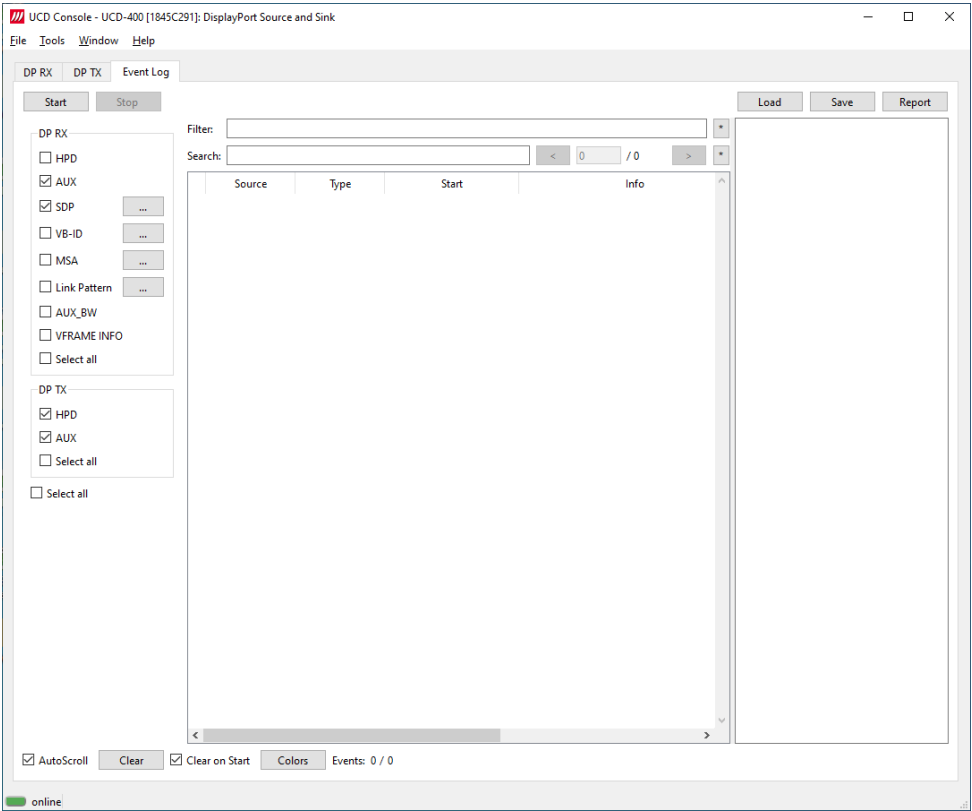 UCD Console - UCD-400 [1845C291]: DisplayPort Source and Sink
File Tools Window Help
DP RX DP TX Event Log
Start Stop Load Save Report
DP RX
HPD
AUX
SDP ...
VB-ID ...
MSA ...
Link Pattern ...
AUX_BW
VFRAME INFO
Select all
DP TX
HPD
AUX
Select all
Select all
Filter: *
Search: < 0 / 0 > *
Source Type Start Info
AutoScroll Clear Clear on Start Colors Events: 0 / 0
online